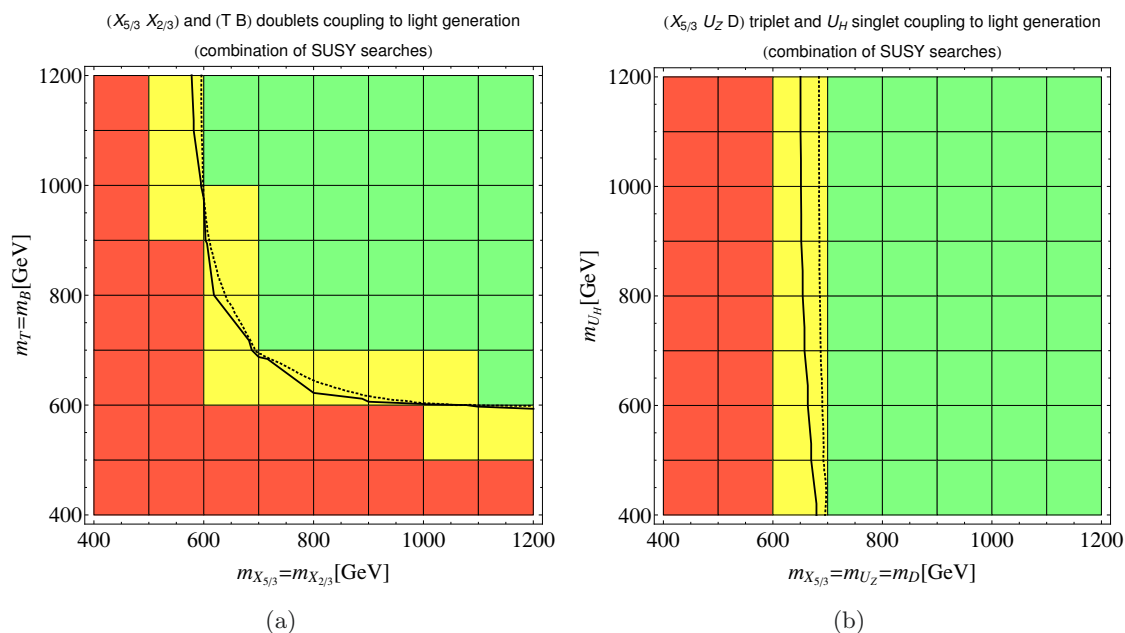 (X5/3 X2/3) and (T B) doublets coupling to light generation
(combination of SUSY searches)
1200
1000
800
600
400
mT=mB[GeV]
400 600 800 1000 1200
mX5/3=mX2/3[GeV]
(a)
(X5/3 UZ D) triplet and UH singlet coupling to light generation
(combination of SUSY searches)
1200
1000
800
600
400
mUH[GeV]
400 600 800 1000 1200
mX5/3=mUZ=mD[GeV]
(b)